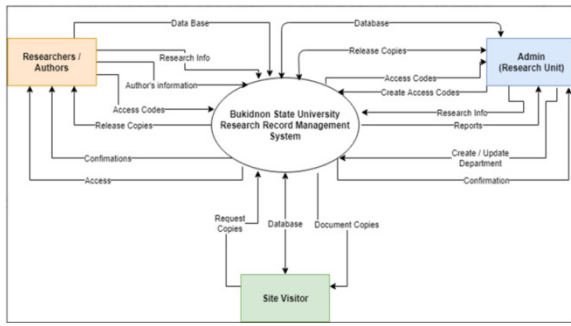 Data Base
Database
Researchers /
Authors
Research Info
Release Copies
Admin
(Research Unit)
Author's information
Access Codes
Create Access Codes
Access Codes
Bukidnon State University
Research Record Management
System
Research Info
Release Copies
Reports
Confimations
Create / Update
Department
Access
Confirmation
Request
Copies
Database
Document Copies
Site Visitor